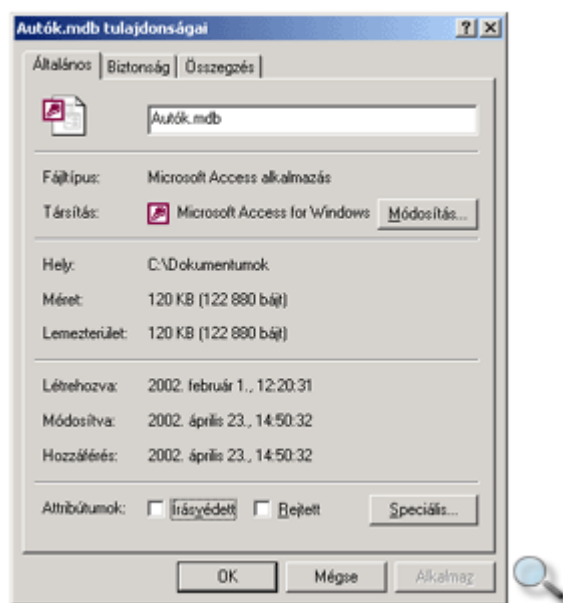 Autók.mdb tulajdonságai
Általános Biztonság Összegzés
Autók.mdb
Fájltípus: Microsoft Access alkalmazás
Társítás: Microsoft Access for Windows Módosítás...
Hely: C:\Dokumentumok
Méret: 120 KB (122 880 bájt)
Lemezterület: 120 KB (122 880 bájt)
Létrehozva: 2002. február 1., 12:20:31
Módosítva: 2002. április 23., 14:50:32
Hozzáférés: 2002. április 23., 14:50:32
Attribútumok: Írásvédett Rejtett Speciális...
OK Mégse Alkalmaz